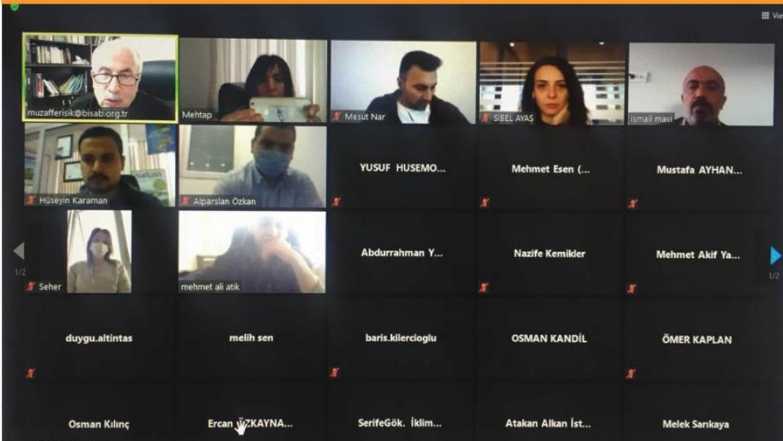 Vie
muzafferisik@bisab.org.tr
Mehtap
Mesut Nar
SİBEL AYAŞ
ismail mavi
Hüseyin Karaman
Alparslan Özkan
YUSUF HUSEMO...
Mehmet Esen (...
Mustafa AYHAN...
1/2
Seher
mehmet ali atik
Abdurrahman Y...
Nazife Kemikler
Mehmet Akif Ya...
1/2
duygu.altintas
melih sen
baris.kilercioglu
OSMAN KANDİL
ÖMER KAPLAN
Osman Kılınç
Ercan ÖZKAYNA...
SerifeGök. İklim...
Atakan Alkan İst...
Melek Sarıkaya